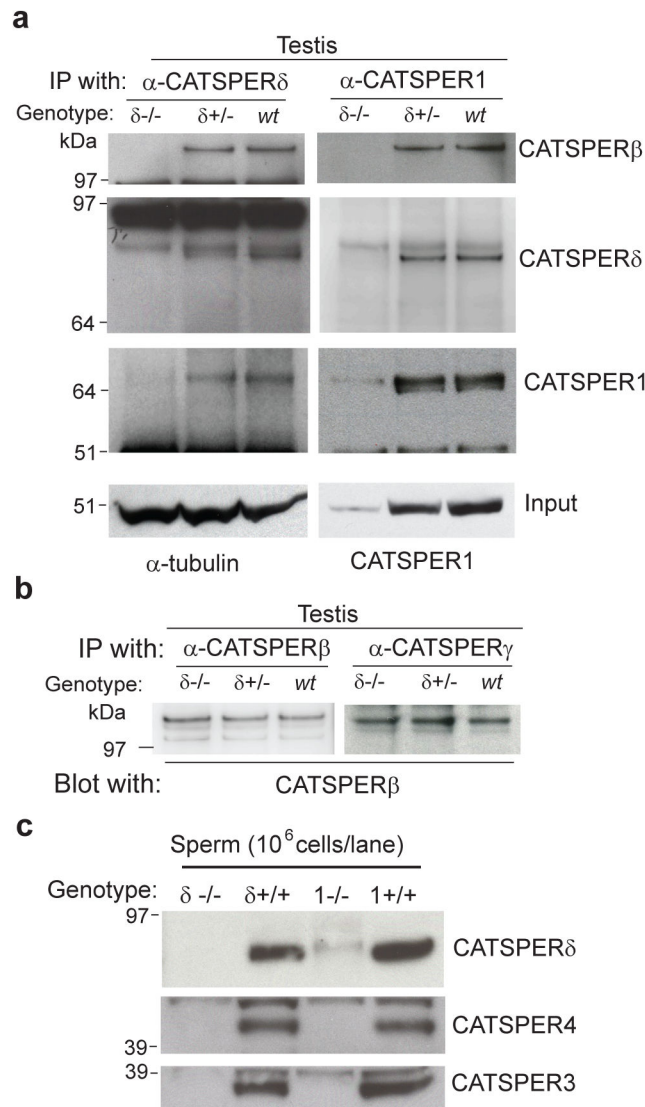 a
Testis
IP with: α-CATSPERδ α-CATSPER1
Genotype: δ-/- δ+/- wt δ-/- δ+/- wt
kDa
CATSPERβ
97
97
CATSPERδ
64
64
CATSPER1
51
51
Input
α-tubulin CATSPER1
b
Testis
IP with: α-CATSPERβ α-CATSPERγ
Genotype: δ-/- δ+/- wt δ-/- δ+/- wt
kDa
97
Blot with: CATSPERβ
c
Sperm (10⁶cells/lane)
Genotype: δ -/- δ+/+ 1-/- 1+/+
97
CATSPERδ
CATSPER4
39
39
CATSPER3